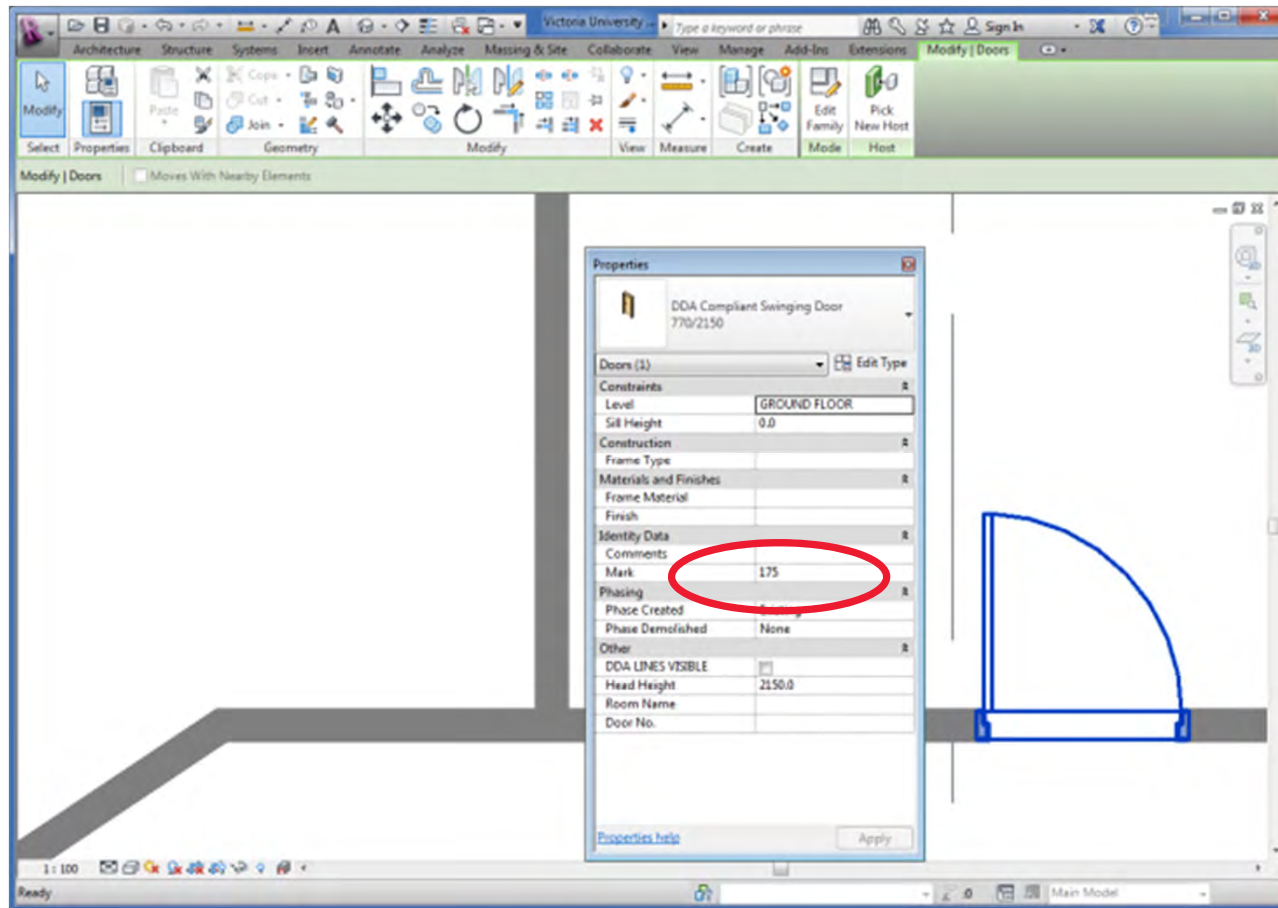 Victoria University -
Type a keyword or phrase
Sign In
Architecture Structure Systems Insert Annotate Analyze Massing & Site Collaborate View Manage Add-Ins Extensions Modify | Doors
Modify
Paste
Cope
Cut
Join
Edit Family
Pick New Host
Select Properties Clipboard Geometry Modify View Measure Create Mode Host
Modify | Doors Moves With Nearby Elements
Properties
DDA Compliant Swinging Door
770/2150
Doors (1) Edit Type
Constraints
Level GROUND FLOOR
Sill Height 0.0
Construction
Frame Type
Materials and Finishes
Frame Material
Finish
Identity Data
Comments
Mark 175
Phasing
Phase Created Existing
Phase Demolished None
Other
DDA LINES VISIBLE
Head Height 2150.0
Room Name
Door No.
Properties help Apply
1 : 100
Ready :0 Main Model